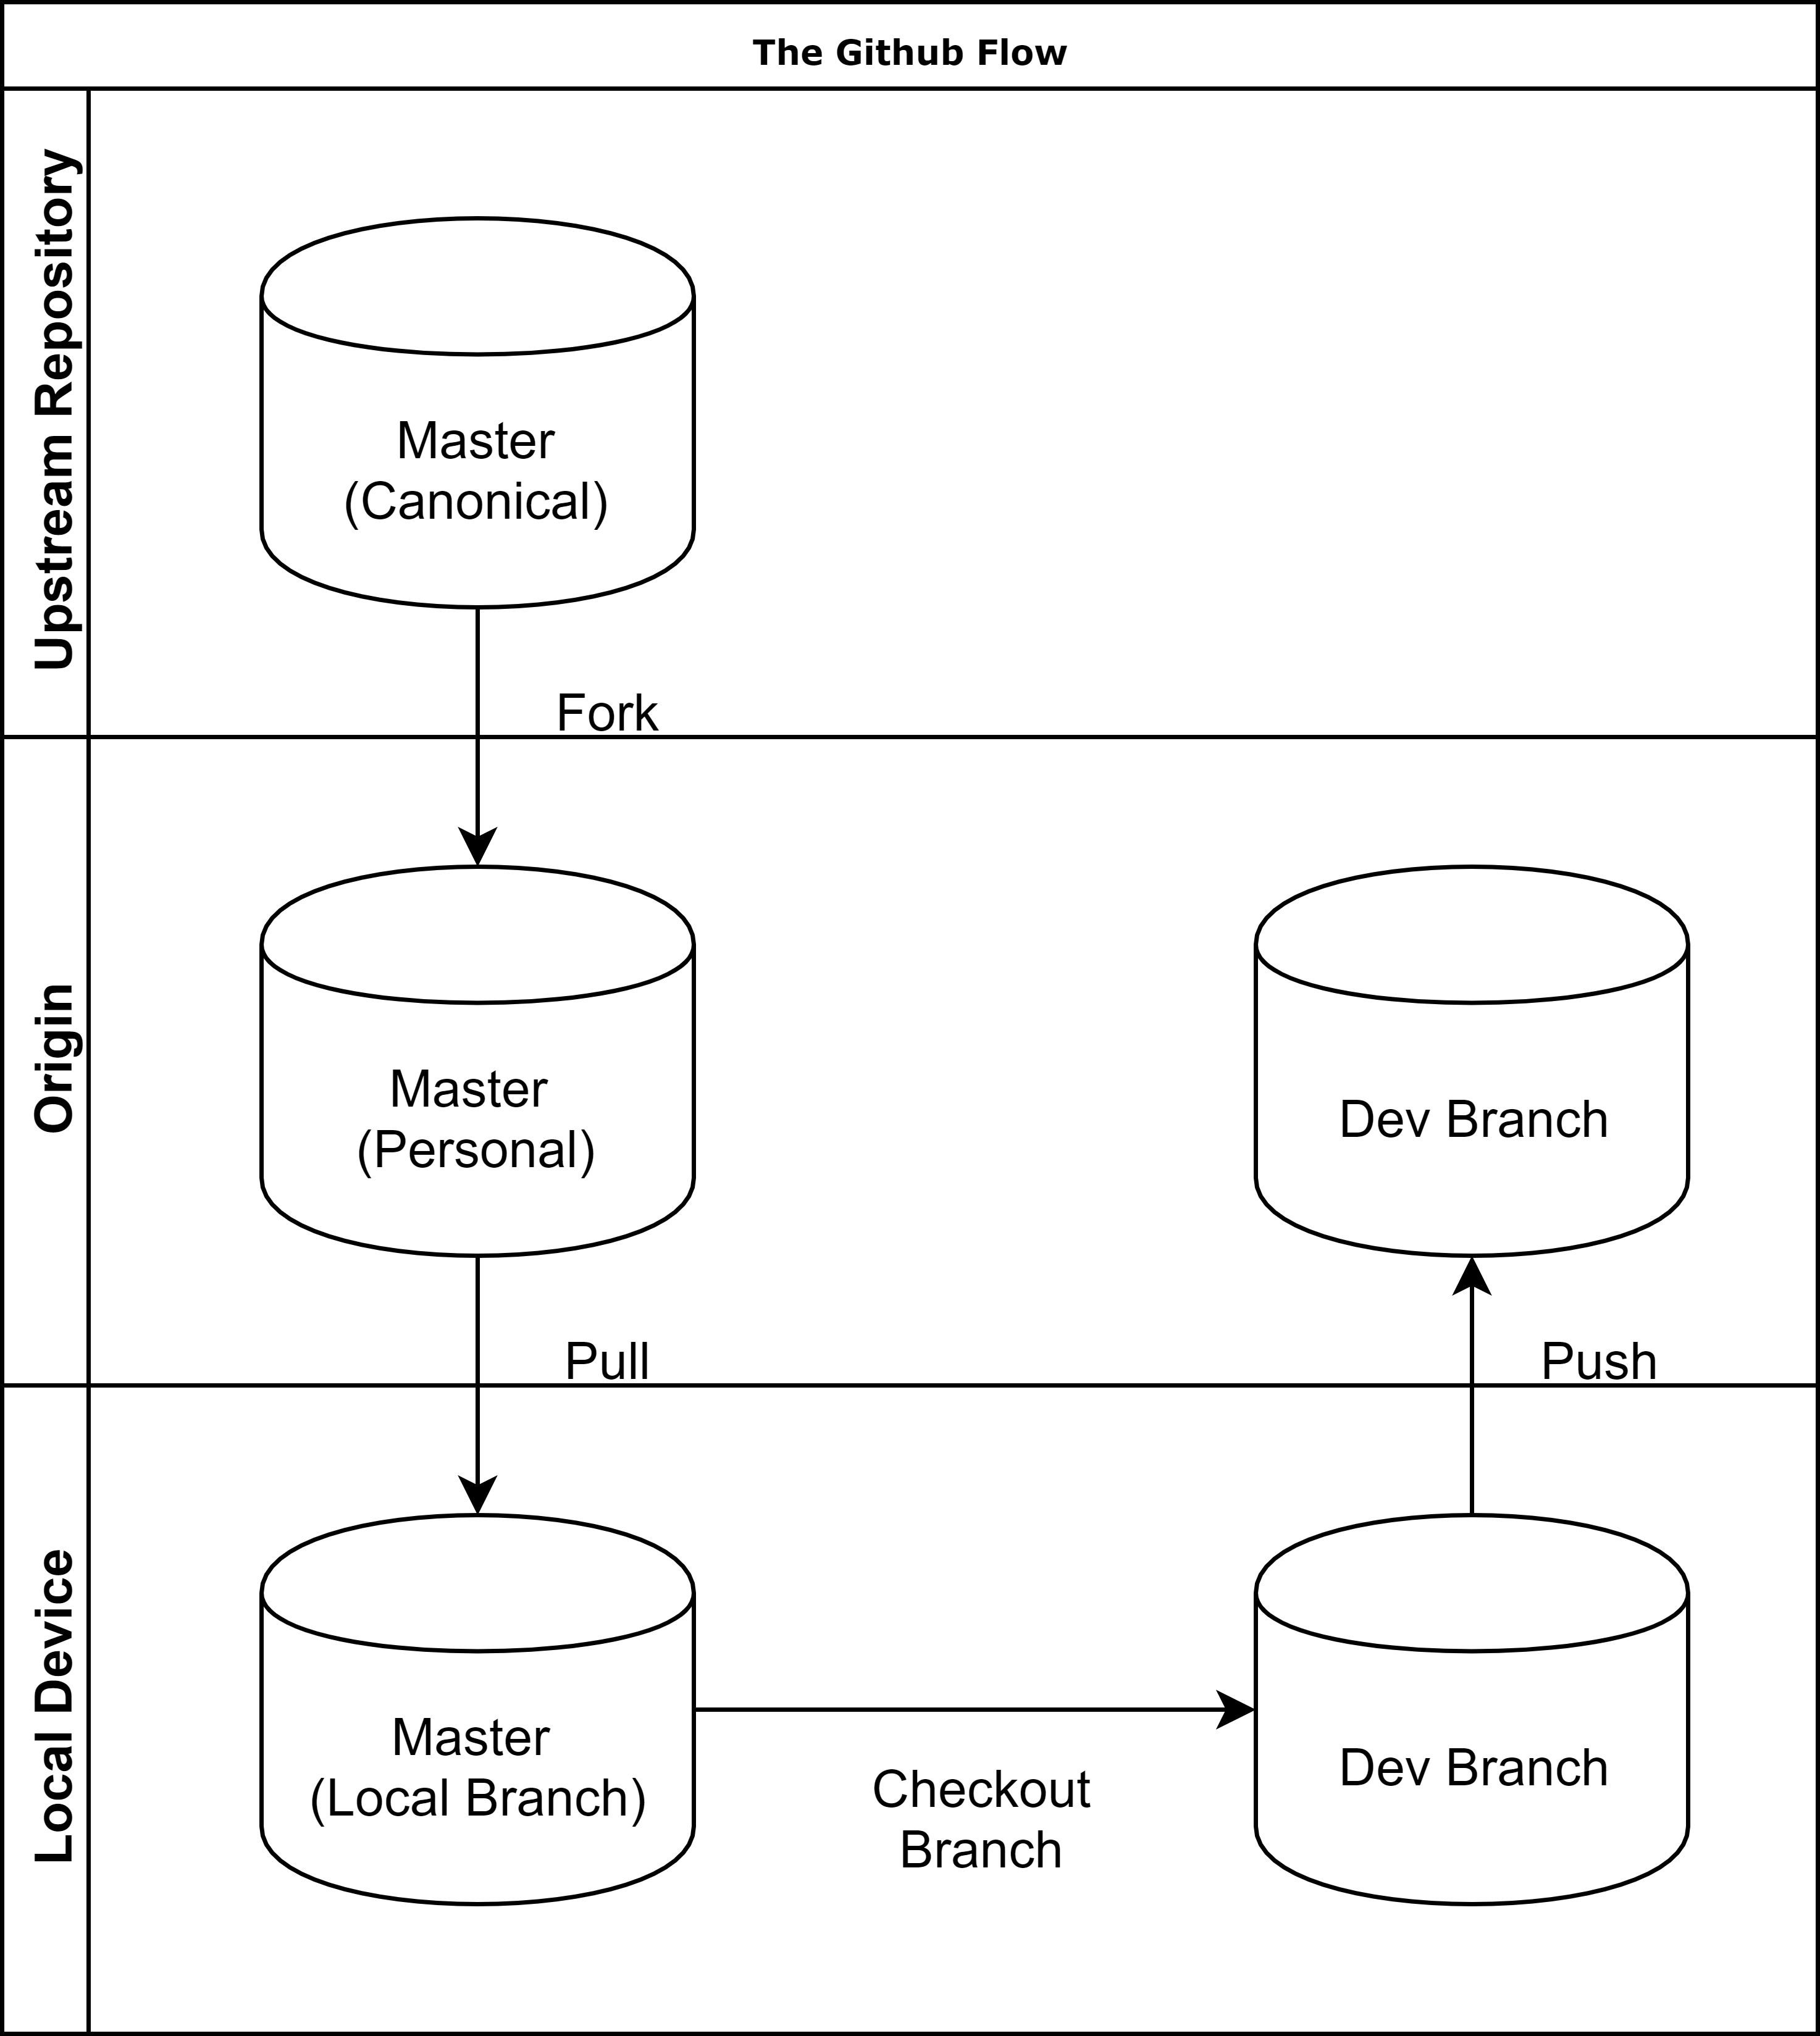 The Github Flow
Upstream Repository
Master
(Canonical)
Fork
Origin
Master
(Personal)
Dev Branch
Pull
Push
Local Device
Master
(Local Branch)
Checkout
Branch
Dev Branch